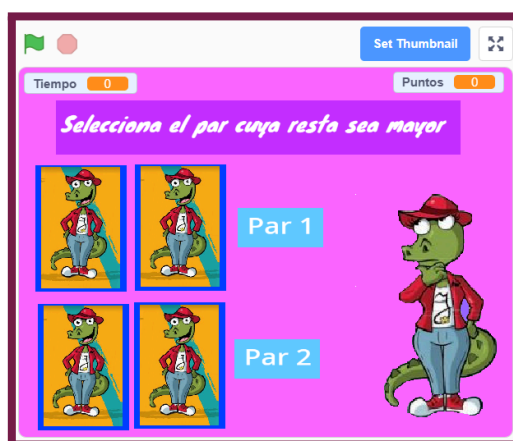 Set Thumbnail
Tiempo 0
Puntos 0
Selecciona el par cuya resta sea mayor
Par 1
Par 2